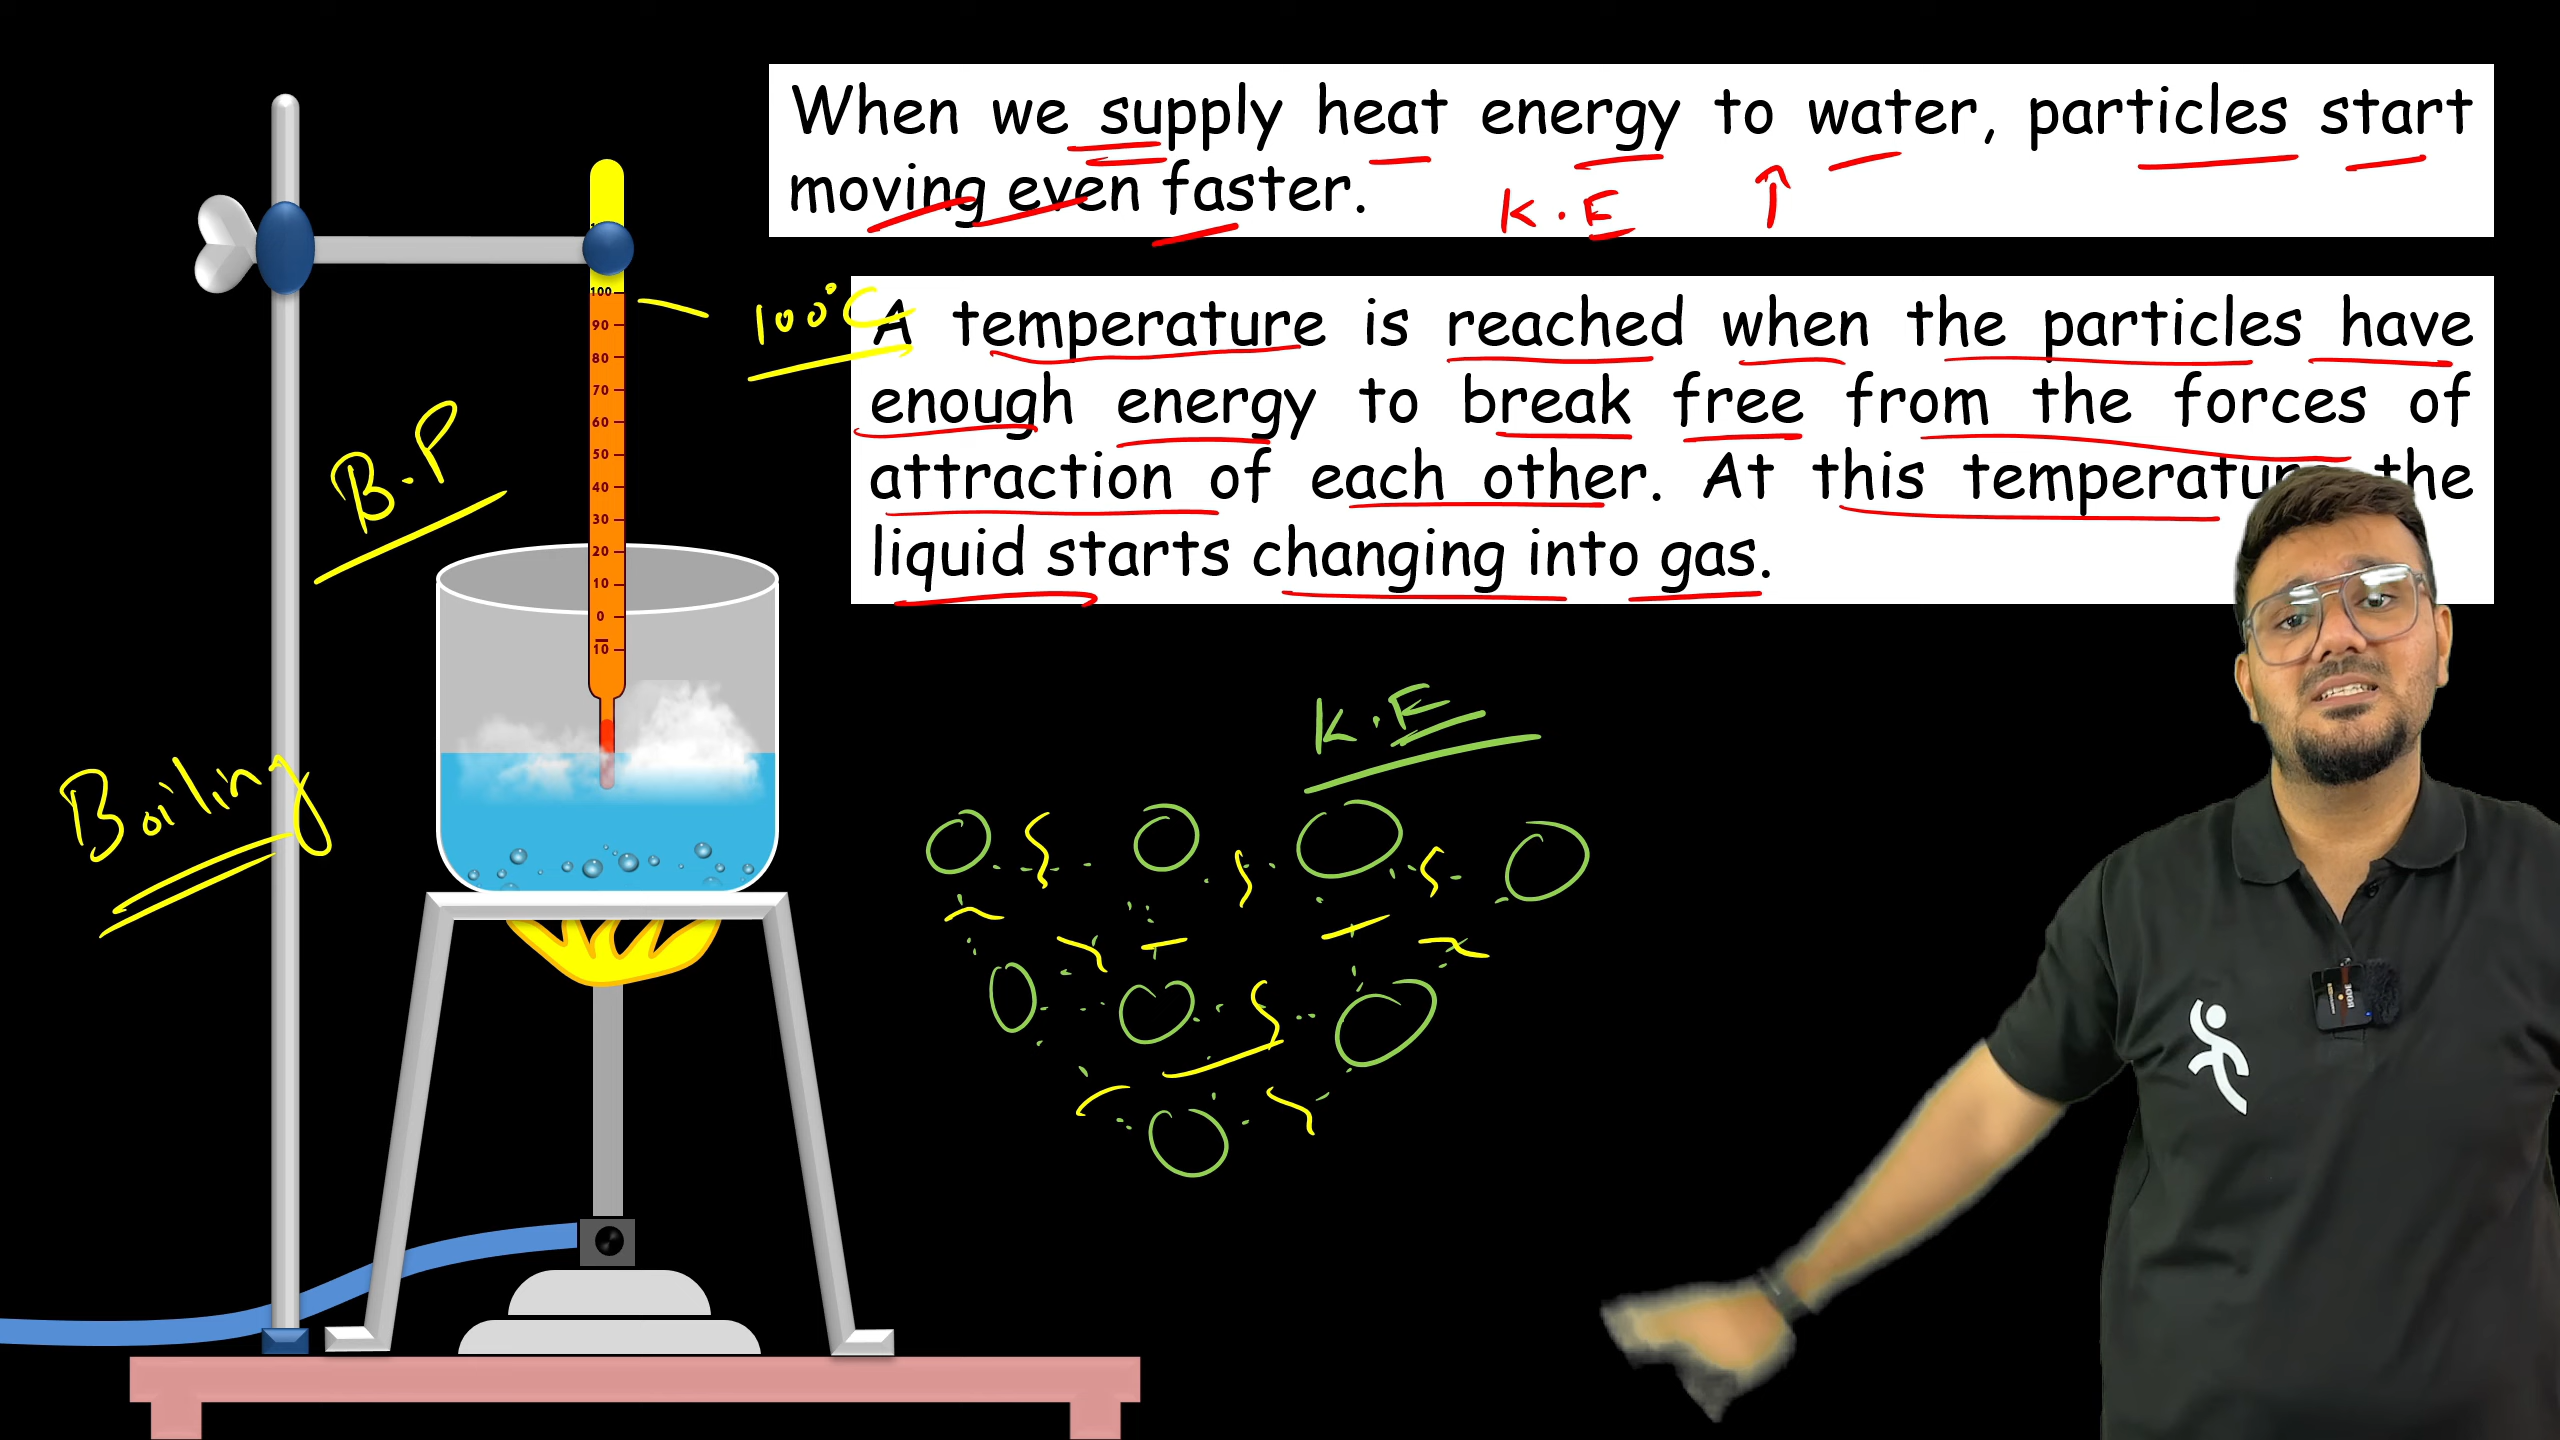 When we supply heat energy to water, particles start
moving even faster.
K.E ↑
100°C
A temperature is reached when the particles have
enough energy to break free from the forces of
attraction of each other. At this temperature the
liquid starts changing into gas.
B.P
Boiling
100
90
80
70
60
50
40
30
20
10
0
10
K.E
RODE